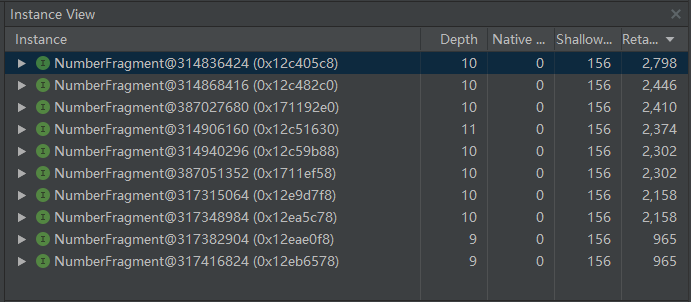 Instance View
Instance Depth Native ... Shallow... Reta...
NumberFragment@314836424 (0x12c405c8) 10 0 156 2,798
NumberFragment@314868416 (0x12c482c0) 10 0 156 2,446
NumberFragment@387027680 (0x171192e0) 10 0 156 2,410
NumberFragment@314906160 (0x12c51630) 11 0 156 2,374
NumberFragment@314940296 (0x12c59b88) 10 0 156 2,302
NumberFragment@387051352 (0x1711ef58) 10 0 156 2,302
NumberFragment@317315064 (0x12e9d7f8) 10 0 156 2,158
NumberFragment@317348984 (0x12ea5c78) 10 0 156 2,158
NumberFragment@317382904 (0x12eae0f8) 9 0 156 965
NumberFragment@317416824 (0x12eb6578) 9 0 156 965